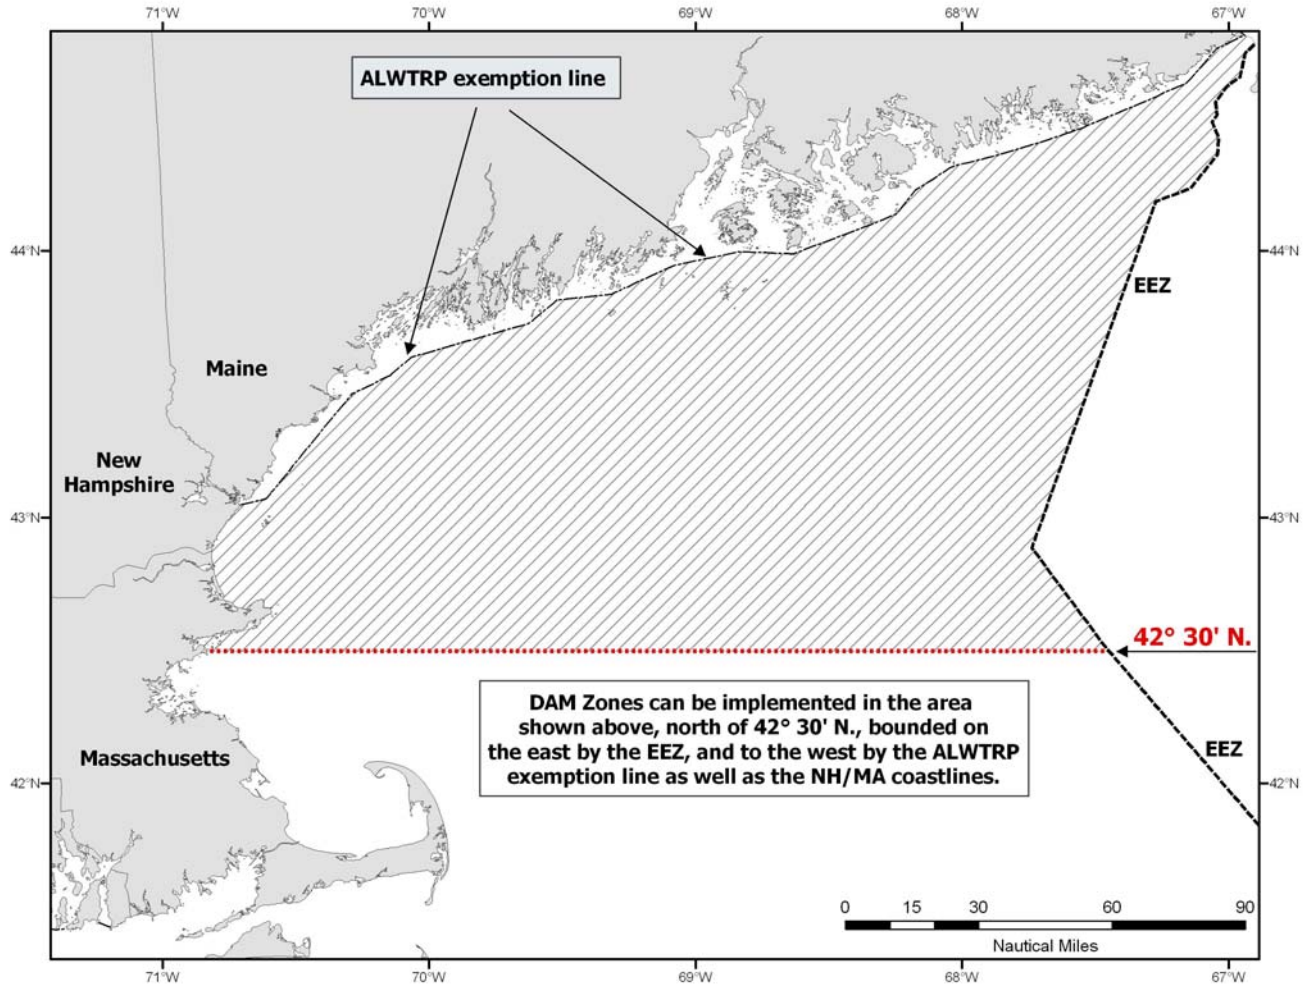 71°W 70°W 69°W 68°W 67°W
ALWTRP exemption line
44°N 44°N
EEZ
Maine
New
Hampshire
43°N 43°N
42° 30' N.
DAM Zones can be implemented in the area
shown above, north of 42° 30' N., bounded on
the east by the EEZ, and to the west by the ALWTRP
exemption line as well as the NH/MA coastlines.
EEZ
Massachusetts
42°N 42°N
0 15 30 60 90
Nautical Miles
71°W 70°W 69°W 68°W 67°W